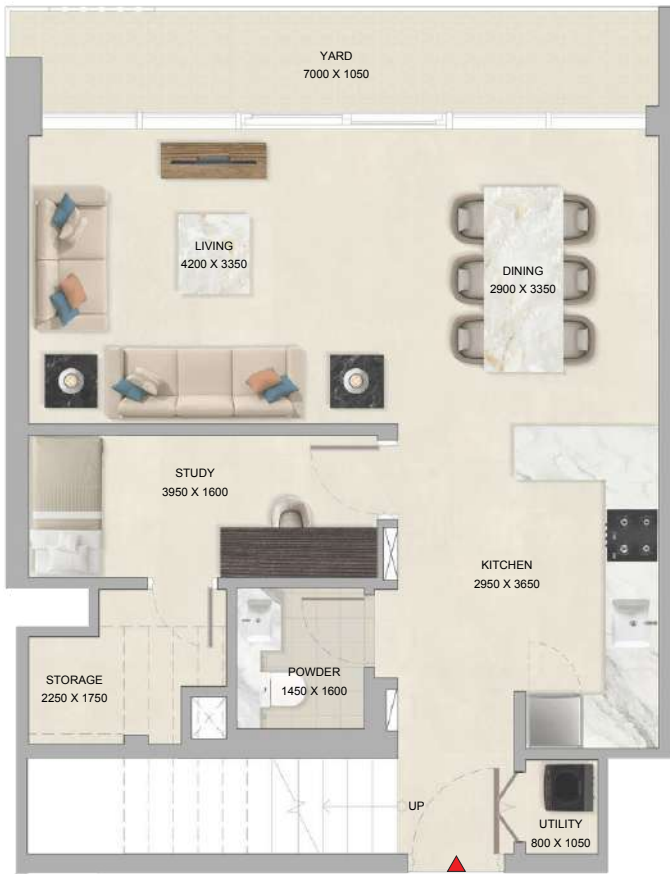 YARD
7000 X 1050
LIVING
4200 X 3350
DINING
2900 X 3350
STUDY
3950 X 1600
KITCHEN
2950 X 3650
STORAGE
2250 X 1750
POWDER
1450 X 1600
UP
UTILITY
800 X 1050